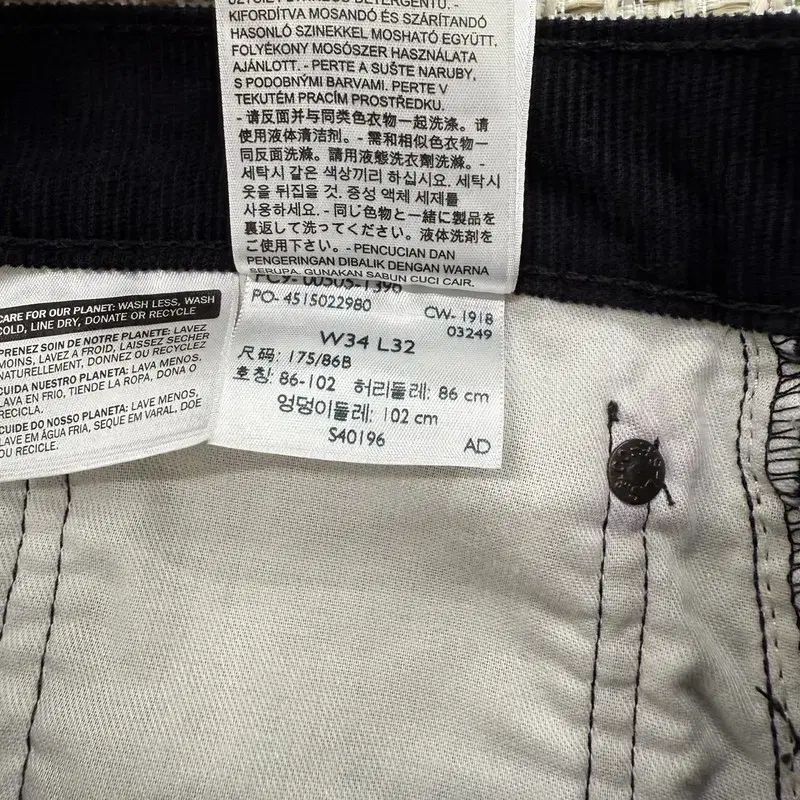 KIFORDÍTVA MOSANDÓ ÉS SZÁRÍTANDÓ
HASONLÓ SZINEKKEL MOSHATÓ EGYÜTT.
FOLYÉKONY MOSÓSZER HASZNÁLATA
AJÁNLOTT. - PERTE A SUŠTE NARUBY,
S PODOBNÝMI BARVAMI. PERTE V
TEKUTÉM PRACÍM PROSTŘEDKU.
- 请反面并与同类色衣物一起洗涤。请
使用液体清洁剂。- 需和相似色衣物一
同反面洗滌。請用液態洗衣劑洗滌。-
세탁시 같은 색상끼리 하십시요. 세탁시
옷을 뒤집을 것. 중성 액체 세제를
사용하세요. - 同じ色物と一緒に製品を
裏返して洗ってください。液体洗剤を
ご使用下さい。- PENCUCIAN DAN
PENGERINGAN DIBALIK DENGAN WARNA
SERUPA. GUNAKAN SABUN CUCI CAIR.
PC9- 00505-1396
PO- 4515022980 CW- 1918
03249
W34 L32
尺码: 175/86B
호칭: 86-102 허리둘레: 86 cm
엉덩이둘레: 102 cm
S40196
AD
CARE FOR OUR PLANET: WASH LESS, WASH
COLD, LINE DRY, DONATE OR RECYCLE
PRENEZ SOIN DE NOTRE PLANETE: LAVEZ
MOINS, LAVEZ A FROID, LAISSEZ SECHER
NATURELLEMENT, DONNEZ OU RECYCLEZ
CUIDA NUESTRO PLANETA: LAVA MENOS,
LAVA EN FRIO, TIENDE LA ROPA, DONA O
RECICLA.
CUIDE DO NOSSO PLANETA: LAVE MENOS,
LAVE EM ÁGUA FRIA, SEQUE EM VARAL, DOE
OU RECICLE.